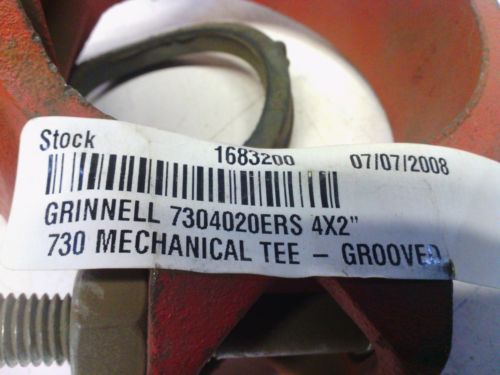 Stock 1683200 07/07/2008
GRINNELL 7304020ERS 4X2"
730 MECHANICAL TEE - GROOVED